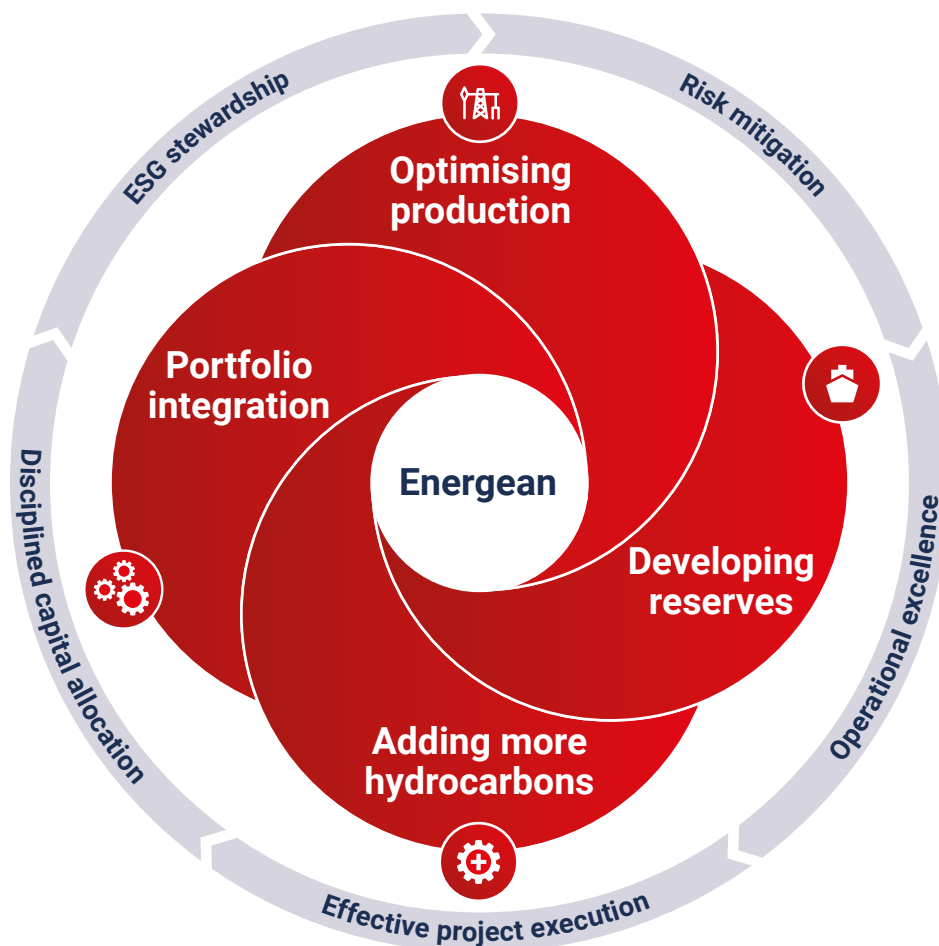 ESG stewardship
Risk mitigation
Optimising
production
Portfolio
integration
Energean
Developing
reserves
Adding more
hydrocarbons
Disciplined capital allocation
Operational excellence
Effective project execution